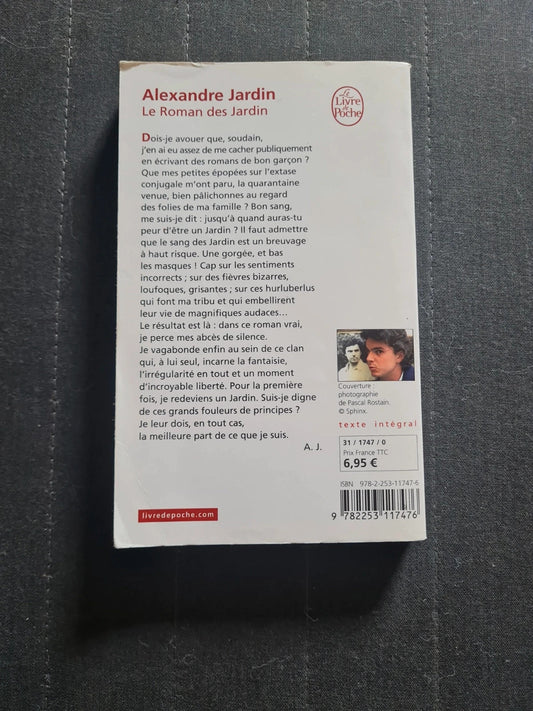 Alexandre Jardin
Le Roman des Jardin
Le
Livre
de
Poche
Dois-je avouer que, soudain,
j'en ai eu assez de me cacher publiquement
en écrivant des romans de bon garçon ?
Que mes petites épopées sur l'extase
conjugale m'ont paru, la quarantaine
venue, bien pâlichonnes au regard
des folies de ma famille ? Bon sang,
me suis-je dit : jusqu'à quand auras-tu
peur d'être un Jardin ? Il faut admettre
que le sang des Jardin est un breuvage
à haut risque. Une gorgée, et bas
les masques ! Cap sur les sentiments
incorrects ; sur des fièvres bizarres,
loufoques, grisantes ; sur ces hurluberlus
qui font ma tribu et qui embellirent
leur vie de magnifiques audaces...
Le résultat est là : dans ce roman vrai,
je perce mes abcès de silence.
Je vagabonde enfin au sein de ce clan
qui, à lui seul, incarne la fantaisie,
l'irrégularité en tout et un moment
d'incroyable liberté. Pour la première
fois, je redeviens un Jardin. Suis-je digne
de ces grands fouleurs de principes ?
Je leur dois, en tout cas,
la meilleure part de ce que je suis.
A. J.
Couverture :
photographie
de Pascal Rostain.
© Sphinx.
texte intégral
31 / 1747 / 0
Prix France TTC
6,95 €
ISBN 978-2-253-11747-6
9 782253 117476
livredepoche.com